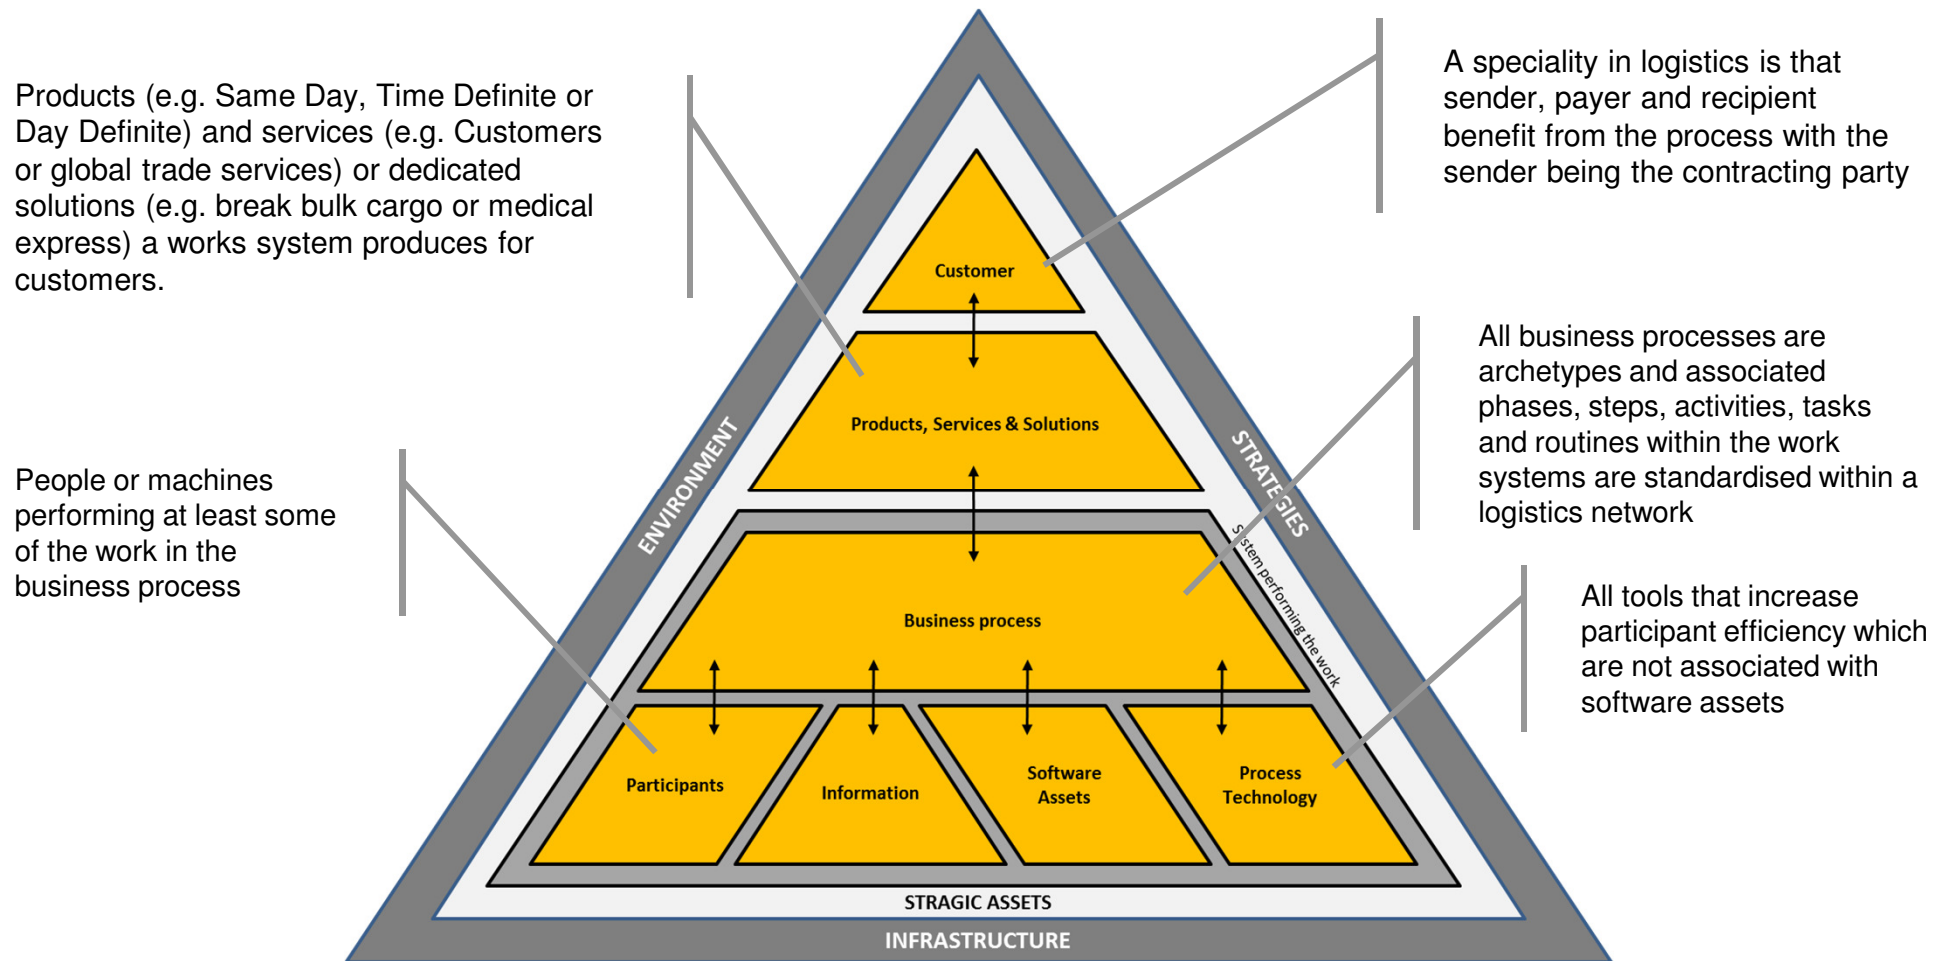 Products (e.g. Same Day, Time Definite or
Day Definite) and services (e.g. Customers
or global trade services) or dedicated
solutions (e.g. break bulk cargo or medical
express) a works system produces for
customers.
A speciality in logistics is that
sender, payer and recipient
benefit from the process with the
sender being the contracting party
People or machines
performing at least some
of the work in the
business process
All business processes are
archetypes and associated
phases, steps, activities, tasks
and routines within the work
systems are standardised within a
logistics network
All tools that increase
participant efficiency which
are not associated with
software assets
ENVIRONMENT
STRATEGIES
Customer
Products, Services & Solutions
System performing the work
Business process
Participants
Information
Software
Assets
Process
Technology
STRAGIC ASSETS
INFRASTRUCTURE